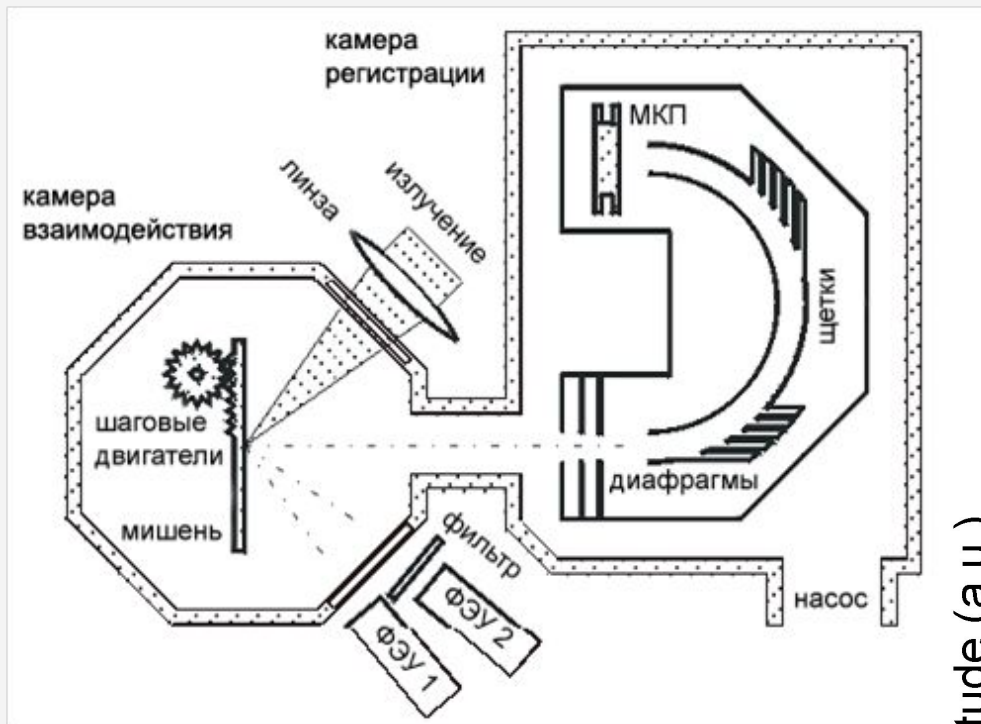 камера
регистрации
МКП
линза
излучение
камера
взаимодействия
щетки
шаговые
двигатели
диафрагмы
мишень
фильтр
насос
ФЭУ 2
ФЭУ 1